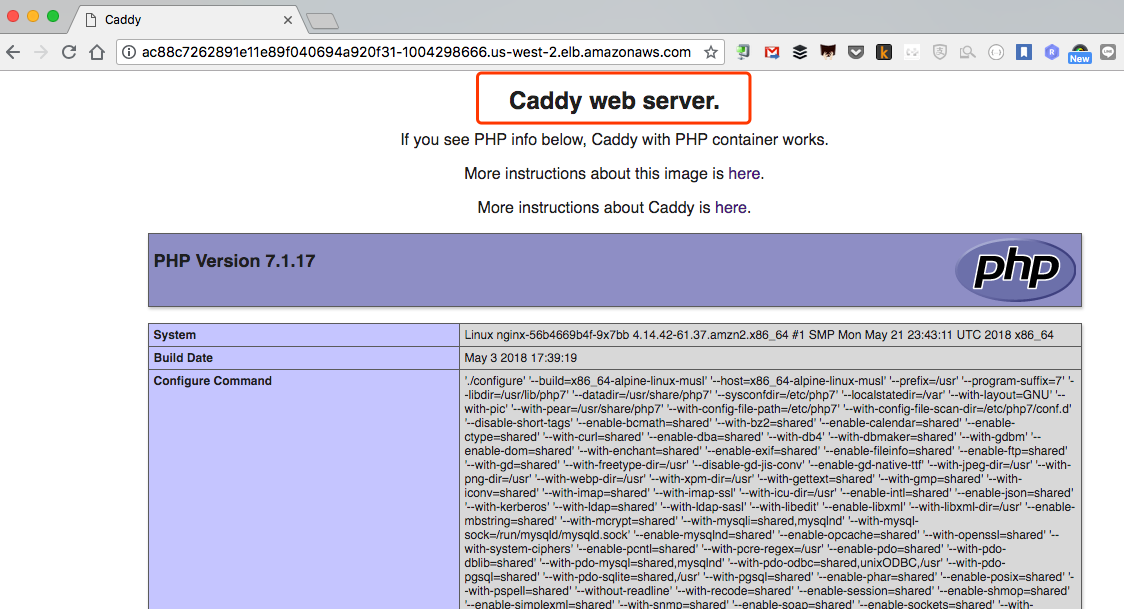 Caddy
ac88c7262891e11e89f040694a920f31-1004298666.us-west-2.elb.amazonaws.com
New
Caddy web server.
If you see PHP info below, Caddy with PHP container works.
More instructions about this image is here.
More instructions about Caddy is here.
PHP Version 7.1.17
php
System
Linux nginx-56b4669b4f-9x7bb 4.14.42-61.37.amzn2.x86_64 #1 SMP Mon May 21 23:43:11 UTC 2018 x86_64
Build Date
May 3 2018 17:39:19
Configure Command
'./configure' '--build=x86_64-alpine-linux-musl' '--host=x86_64-alpine-linux-musl' '--prefix=/usr' '--program-suffix=7' '-
-libdir=/usr/lib/php7' '--datadir=/usr/share/php7' '--sysconfdir=/etc/php7' '--localstatedir=/var' '--with-layout=GNU' '--
with-pic' '--with-pear=/usr/share/php7' '--with-config-file-path=/etc/php7' '--with-config-file-scan-dir=/etc/php7/conf.d'
'--disable-short-tags' '--enable-bcmath=shared' '--with-bz2=shared' '--enable-calendar=shared' '--enable-
ctype=shared' '--with-curl=shared' '--enable-dba=shared' '--with-db4' '--with-dbmaker=shared' '--with-gdbm' '--
enable-dom=shared' '--with-enchant=shared' '--enable-exif=shared' '--enable-fileinfo=shared' '--enable-ftp=shared'
'--with-gd=shared' '--with-freetype-dir=/usr' '--disable-gd-jis-conv' '--enable-gd-native-ttf' '--with-jpeg-dir=/usr' '--with-
png-dir=/usr' '--with-webp-dir=/usr' '--with-xpm-dir=/usr' '--with-gettext=shared' '--with-gmp=shared' '--with-
iconv=shared' '--with-imap=shared' '--with-imap-ssl' '--with-icu-dir=/usr' '--enable-intl=shared' '--enable-json=shared'
'--with-kerberos' '--with-ldap=shared' '--with-ldap-sasl' '--with-libedit' '--enable-libxml' '--with-libxml-dir=/usr' '--enable-
mbstring=shared' '--with-mcrypt=shared' '--with-mysqli=shared,mysqlnd' '--with-mysql-
sock=/run/mysqld/mysqld.sock' '--enable-mysqlnd=shared' '--enable-opcache=shared' '--with-openssl=shared' '--
with-system-ciphers' '--enable-pcntl=shared' '--with-pcre-regex=/usr' '--enable-pdo=shared' '--with-pdo-
dblib=shared' '--with-pdo-mysql=shared,mysqlnd' '--with-pdo-odbc=shared,unixODBC,/usr' '--with-pdo-
pgsql=shared' '--with-pdo-sqlite=shared,/usr' '--with-pgsql=shared' '--enable-phar=shared' '--enable-posix=shared' '-
-with-pspell=shared' '--without-readline' '--with-recode=shared' '--enable-session=shared' '--enable-shmop=shared'
'--enable-simplexml=shared' '--with-snmp=shared' '--enable-soap=shared' '--enable-sockets=shared' '--with-